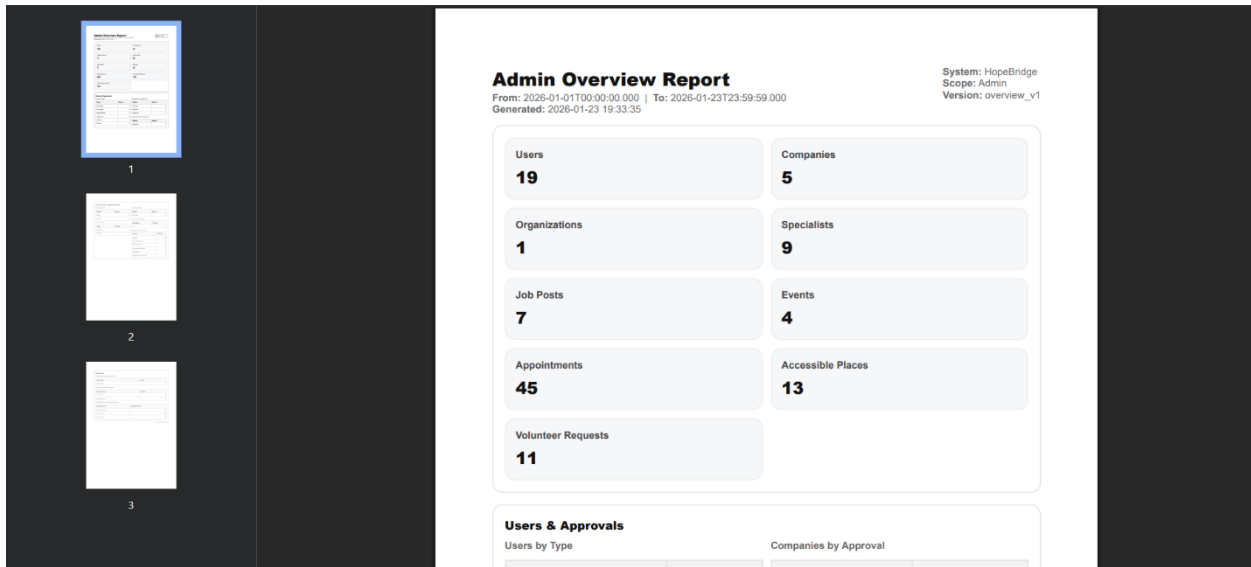 Admin Overview Report
From: 2026-01-01T00:00:00.000 | To: 2026-01-23T23:59:59.000
Generated: 2026-01-23 19:33:35
System: HopeBridge
Scope: Admin
Version: overview_v1
Users
19
Companies
5
Organizations
1
Specialists
9
Job Posts
7
Events
4
Appointments
45
Accessible Places
13
Volunteer Requests
11
Users & Approvals
Users by Type
Companies by Approval
1
2
3